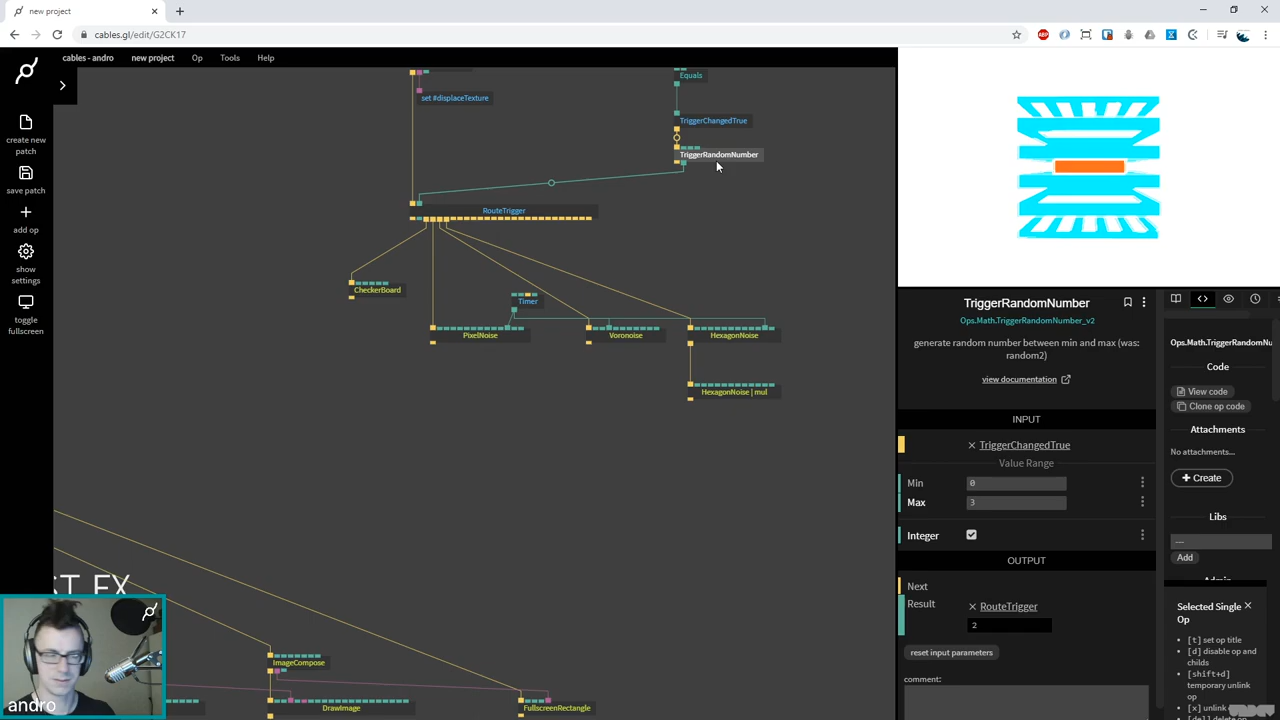 new project
cables.gl/edit/G2CK17
cables - andro
new project
Op
Tools
Help
create new
patch
save patch
add op
show
settings
toggle
fullscreen
set #displaceTexture
Equals
TriggerChangedTrue
TriggerRandomNumber
RouteTrigger
CheckerBoard
Timer
PixelNoise
Voronoise
HexagonNoise
HexagonNoise | mul
ST FX
ImageCompose
DrawImage
FullscreenRectangle
andro
TriggerRandomNumber
Ops.Math.TriggerRandomNumber_v2
generate random number between min and max (was:
random2)
view documentation
INPUT
TriggerChangedTrue
Value Range
Min
0
Max
3
Integer
OUTPUT
Next
Result
RouteTrigger
2
reset input parameters
comment:
Ops.Math.TriggerRandomNu
Code
View code
Clone op code
Attachments
No attachments...
+ Create
Libs
---
Add
Selected Single
Op
[t] set op title
[d] disable op and
childs
[shift+d]
temporary unlink
op